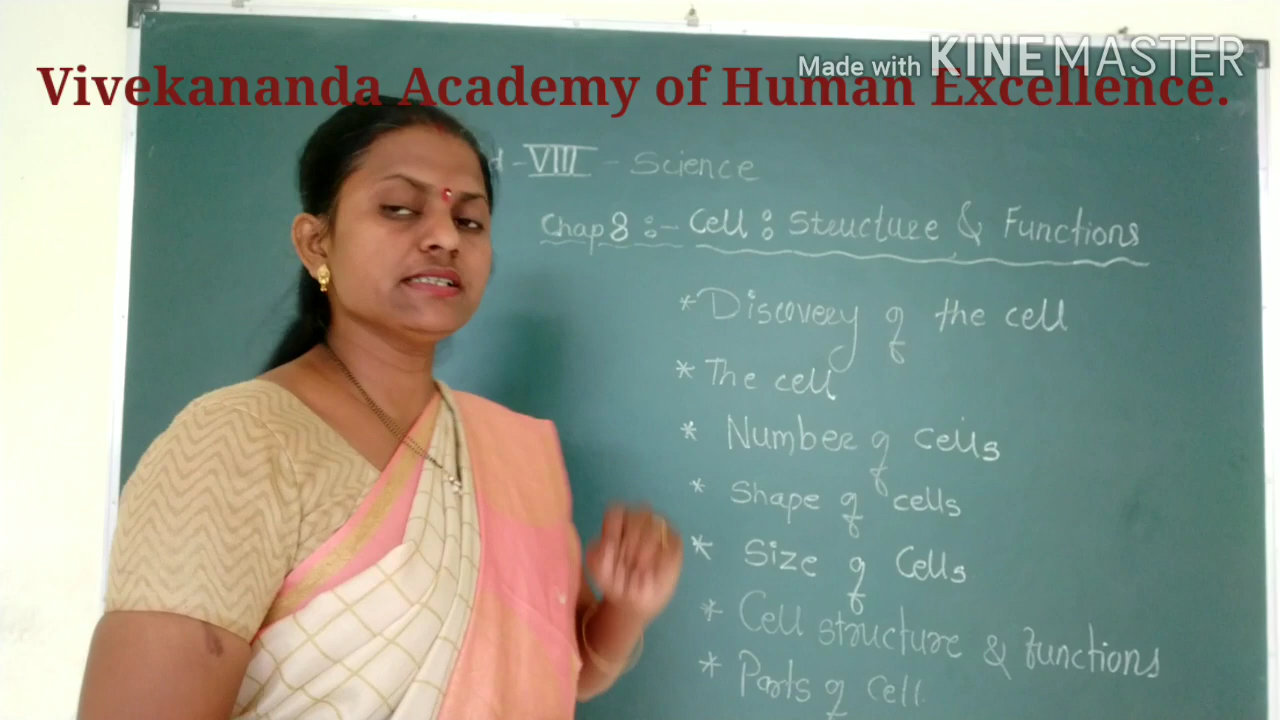 Made with KINEMASTER
Vivekananda Academy of Human Excellence.
d - VIII - Science
Chap 8 :- Cell : Structure & Functions
* Discovery of the cell
* The cell
* Number of cells
* Shape of cells
* Size of Cells
* Cell structure & functions
* Parts of Cell